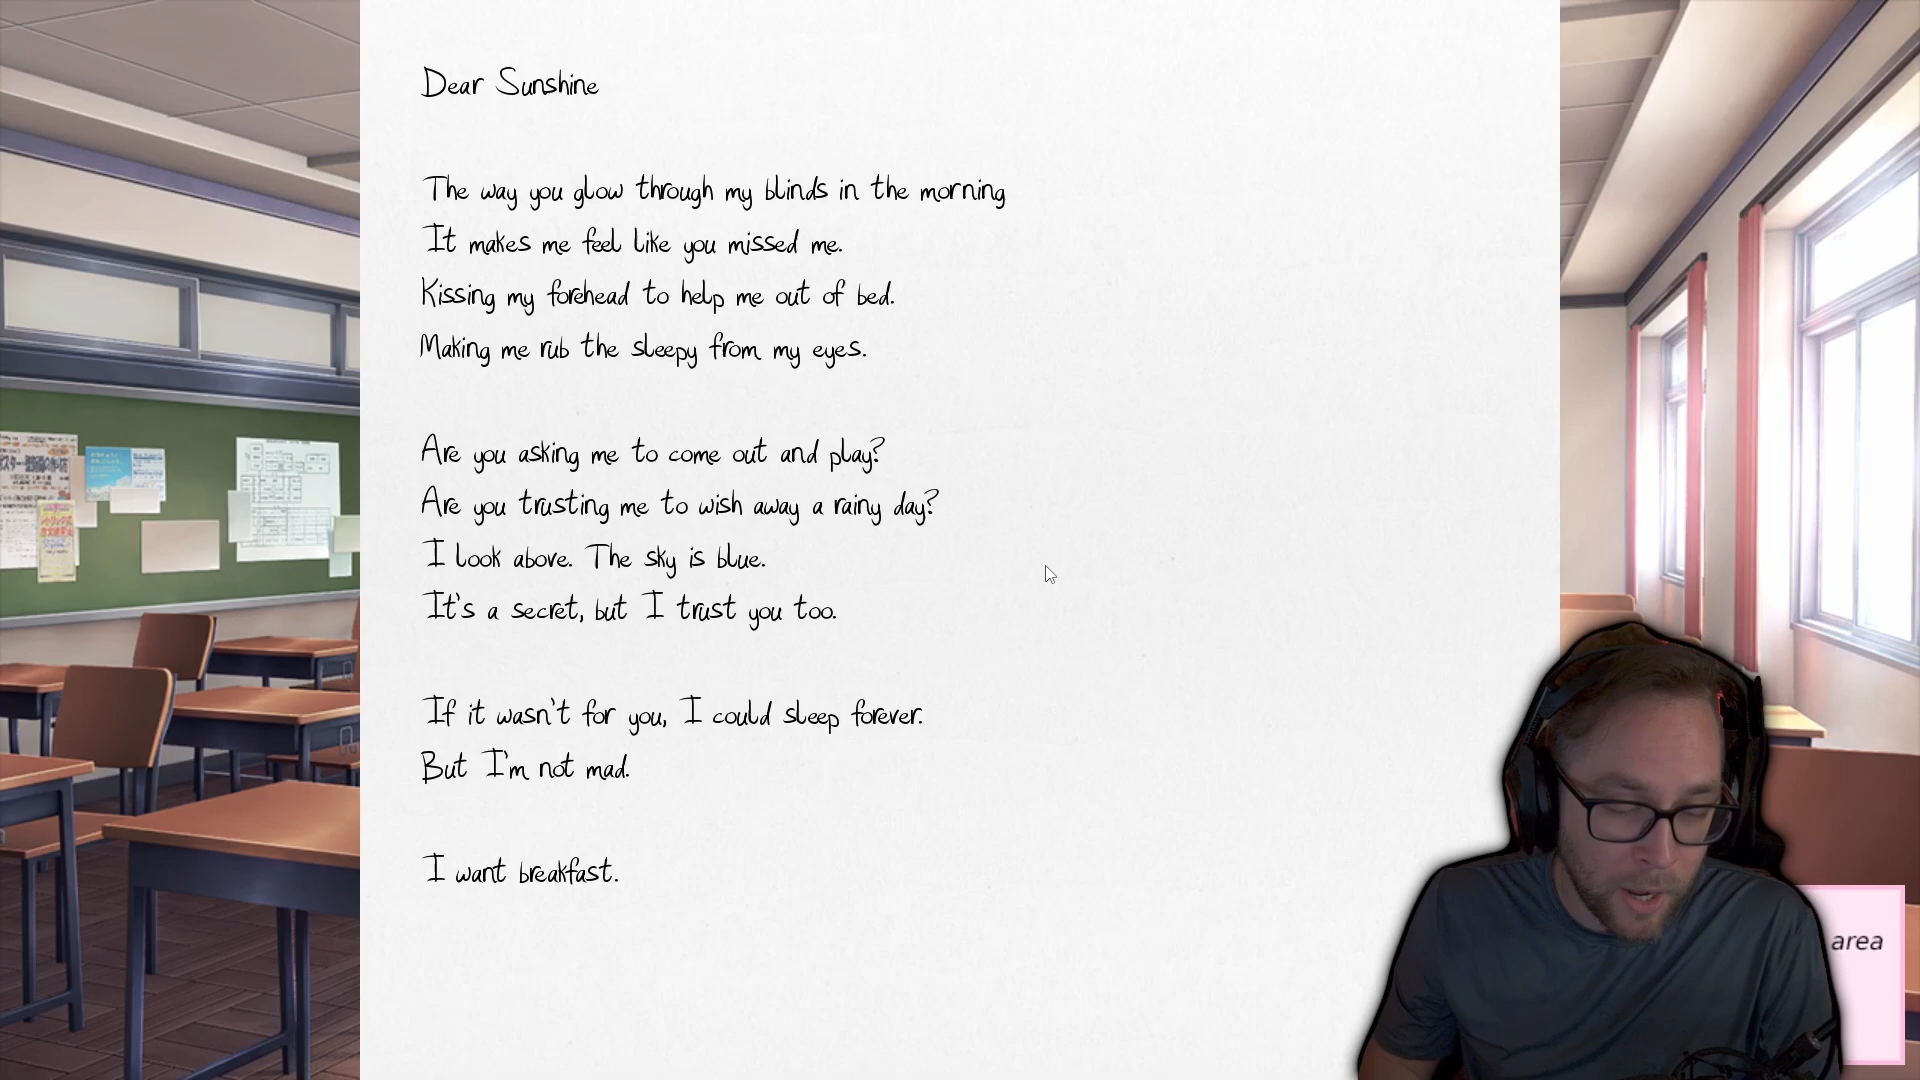 Dear Sunshine
The way you glow through my blinds in the morning
It makes me feel like you missed me.
Kissing my forehead to help me out of bed.
Making me rub the sleepy from my eyes.
Are you asking me to come out and play?
Are you trusting me to wish away a rainy day?
I look above. The sky is blue.
It's a secret, but I trust you too.
If it wasn't for you, I could sleep forever.
But I'm not mad.
I want breakfast.
area